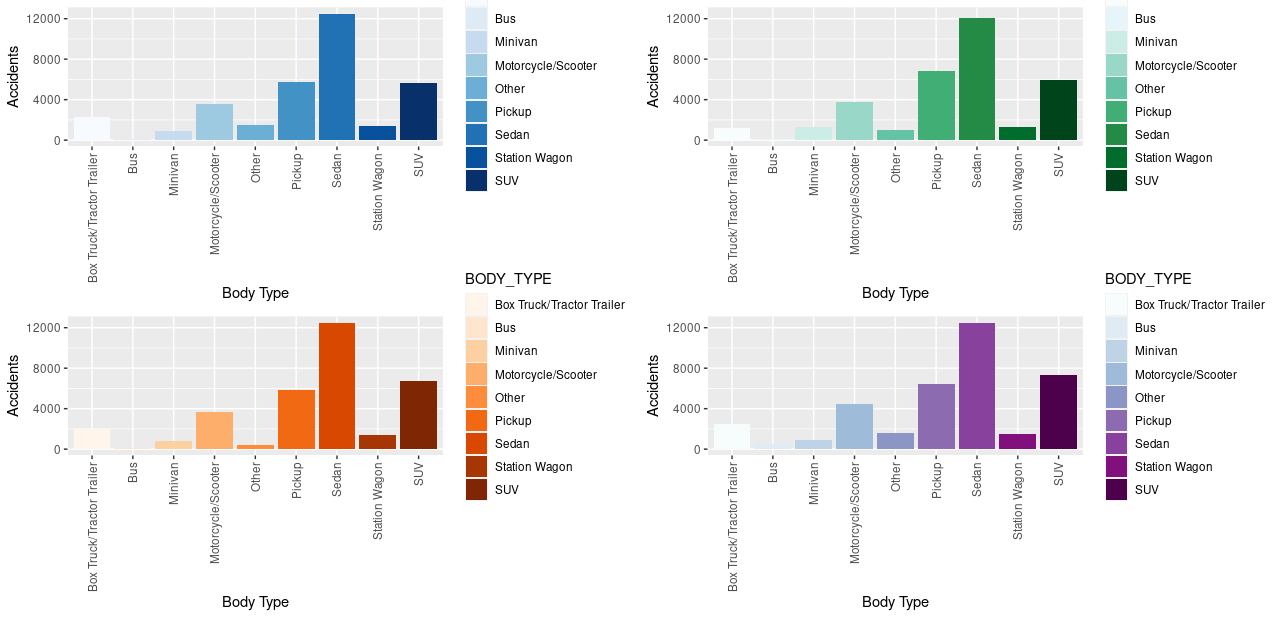 Accidents
12000
8000
4000
0
Box Truck/Tractor Trailer
Bus
Minivan
Motorcycle/Scooter
Other
Pickup
Sedan
Station Wagon
SUV
Body Type
Bus
Minivan
Motorcycle/Scooter
Other
Pickup
Sedan
Station Wagon
SUV
Accidents
12000
8000
4000
0
Box Truck/Tractor Trailer
Bus
Minivan
Motorcycle/Scooter
Other
Pickup
Sedan
Station Wagon
SUV
Body Type
Bus
Minivan
Motorcycle/Scooter
Other
Pickup
Sedan
Station Wagon
SUV
Accidents
12000
8000
4000
0
Box Truck/Tractor Trailer
Bus
Minivan
Motorcycle/Scooter
Other
Pickup
Sedan
Station Wagon
SUV
Body Type
BODY_TYPE
Box Truck/Tractor Trailer
Bus
Minivan
Motorcycle/Scooter
Other
Pickup
Sedan
Station Wagon
SUV
Accidents
12000
8000
4000
0
Box Truck/Tractor Trailer
Bus
Minivan
Motorcycle/Scooter
Other
Pickup
Sedan
Station Wagon
SUV
Body Type
BODY_TYPE
Box Truck/Tractor Trailer
Bus
Minivan
Motorcycle/Scooter
Other
Pickup
Sedan
Station Wagon
SUV